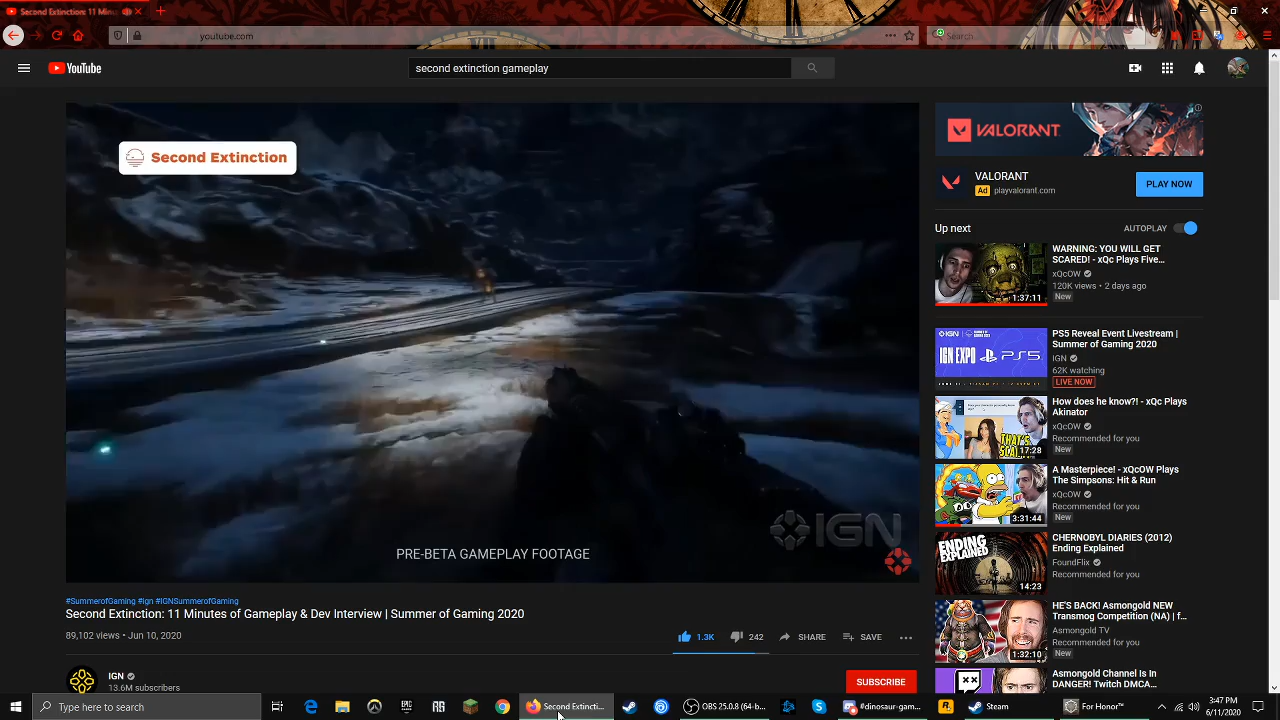 Second Extinction: 11 Minu
youtube.com
Search
YouTube
second extinction gameplay
Second Extinction
IGN
PRE-BETA GAMEPLAY FOOTAGE
#SummerofGaming #ign #IGNSummerofGaming
Second Extinction: 11 Minutes of Gameplay & Dev Interview | Summer of Gaming 2020
89,102 views • Jun 10, 2020
1.3K
242
SHARE
SAVE
IGN
13.6M subscribers
SUBSCRIBE
VALORANT
VALORANT
Ad playvalorant.com
PLAY NOW
Up next
AUTOPLAY
1:37:11
WARNING: YOU WILL GET
SCARED! - xQc Plays Five...
xQcOW
120K views • 2 days ago
New
IGN
IGN EXPO PS5
PS5 Reveal Event Livestream |
Summer of Gaming 2020
IGN
62K watching
LIVE NOW
THAT'S
17:28
How does he know?! - xQc Plays
Akinator
xQcOW
Recommended for you
New
3:31:44
A Masterpiece! - xQcOW Plays
The Simpsons: Hit & Run
xQcOW
Recommended for you
New
ENDING
EXPLAINED
14:23
CHERNOBYL DIARIES (2012)
Ending Explained
FoundFlix
Recommended for you
1:32:10
HE'S BACK! Asmongold NEW
Transmog Competition (NA) | f...
Asmongold TV
Recommended for you
New
Asmongold Channel Is In
DANGER! Twitch DMCA...
Asmongold TV
Type here to search
EPIC
Second Extincti...
OBS 25.0.8 (64-b...
#dinosaur-gam...
Steam
For Honor™
3:47 PM
6/11/2020